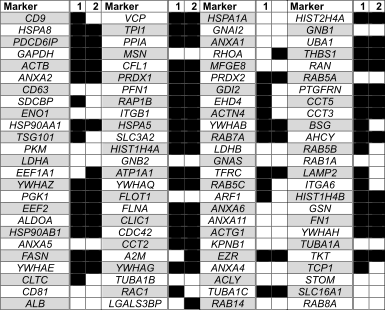 Marker 1 2 Marker 1 2 Marker 1 2 Marker 1 2
CD9 VCP HSPA1A HIST2H4A
HSPA8 TPI1 GNAI2 GNB1
PDCD6IP PPIA ANXA1 UBA1
GAPDH MSN RHOA THBS1
ACTB CFL1 MFGE8 RAN
ANXA2 PRDX1 PRDX2 RAB5A
CD63 PFN1 GDI2 PTGFRN
SDCBP RAP1B EHD4 CCT5
ENO1 ITGB1 ACTN4 CCT3
HSP90AA1 HSPA5 YWHAB BSG
TSG101 SLC3A2 RAB7A AHCY
PKM HIST1H4A LDHB RAB5B
LDHA GNB2 GNAS RAB1A
EEF1A1 ATP1A1 TFRC LAMP2
YWHAZ YWHAQ RAB5C ITGA6
PGK1 FLOT1 ARF1 HIST1H4B
EEF2 FLNA ANXA6 GSN
ALDOA CLIC1 ANXA11 FN1
HSP90AB1 CDC42 ACTG1 YWHAH
ANXA5 CCT2 KPNB1 TUBA1A
FASN A2M EZR TKT
YWHAE YWHAG ANXA4 TCP1
CLTC TUBA1B ACLY STOM
CD81 RAC1 TUBA1C SLC16A1
ALB LGALS3BP RAB14 RAB8A